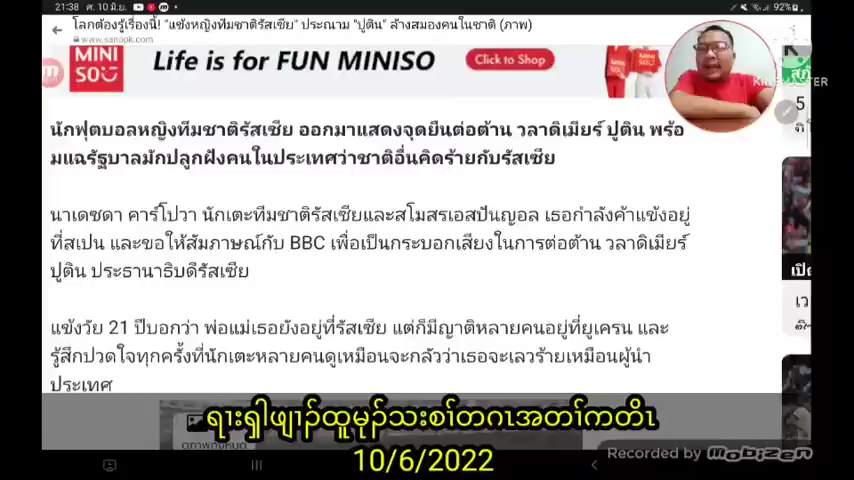 21:38 ศ. 10 มิ.ย. 92%
โลกต้องรู้เรื่องนี้! "แข้งหญิงทีมชาติรัสเซีย" ประณาม "ปูติน" ล้างสมองคนในชาติ (ภาพ)
www.sanook.com
MINI SO
Life is for FUN MINISO
Click to Shop
KINEMASTER
นักฟุตบอลหญิงทีมชาติรัสเซีย ออกมาแสดงจุดยืนต่อต้าน วลาดิเมียร์ ปูติน พร้อ
มแฉรัฐบาลมักปลูกฝังคนในประเทศว่าชาติอื่นคิดร้ายกับรัสเซีย
นาเดชดา คาร์โปวา นักเตะทีมชาติรัสเซียและสโมสรเอสปันญอล เธอกำลังค้าแข้งอยู่
ที่สเปน และขอให้สัมภาษณ์กับ BBC เพื่อเป็นกระบอกเสียงในการต่อต้าน วลาดิเมียร์
ปูติน ประธานาธิบดีรัสเซีย
แข้งวัย 21 ปีบอกว่า พ่อแม่เธอยังอยู่ที่รัสเซีย แต่ก็มีญาติหลายคนอยู่ที่ยูเครน และ
รู้สึกปวดใจทุกครั้งที่นักเตะหลายคนดูเหมือนจะกลัวว่าเธอจะเลวร้ายเหมือนผู้นำ
ประเทศ
ရၢးရှါဖျၢၣ်ထူမုၣ်သးစၢ်တဂၤအတၢ်ကတိၤ
10/6/2022
Recorded by Mobizen